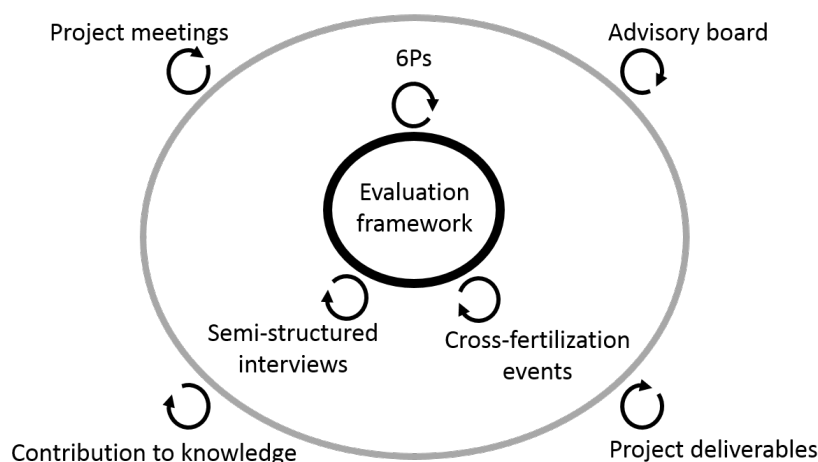 Project meetings
Advisory board
6Ps
Evaluation
framework
Semi-structured
interviews
Cross-fertilization
events
Contribution to knowledge
Project deliverables